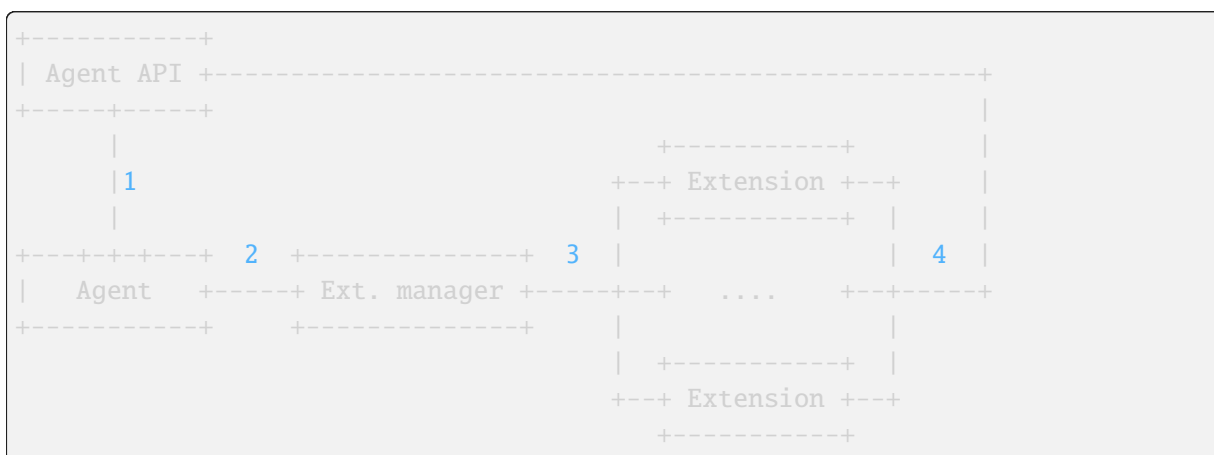 +------------+
| Agent API +--------------------------------------------------+
+------+------+ |
| +-----------+ |
|1 +--+ Extension +--+ |
| | +------------+ | |
+----+-+-+---+ 2 +---------------+ 3 | | 4 |
| Agent +-----+ Ext. manager +-----+--+ .... +--+-----+
+------------+ +---------------+ | |
| +------------+ |
+--+ Extension +--+
+------------+